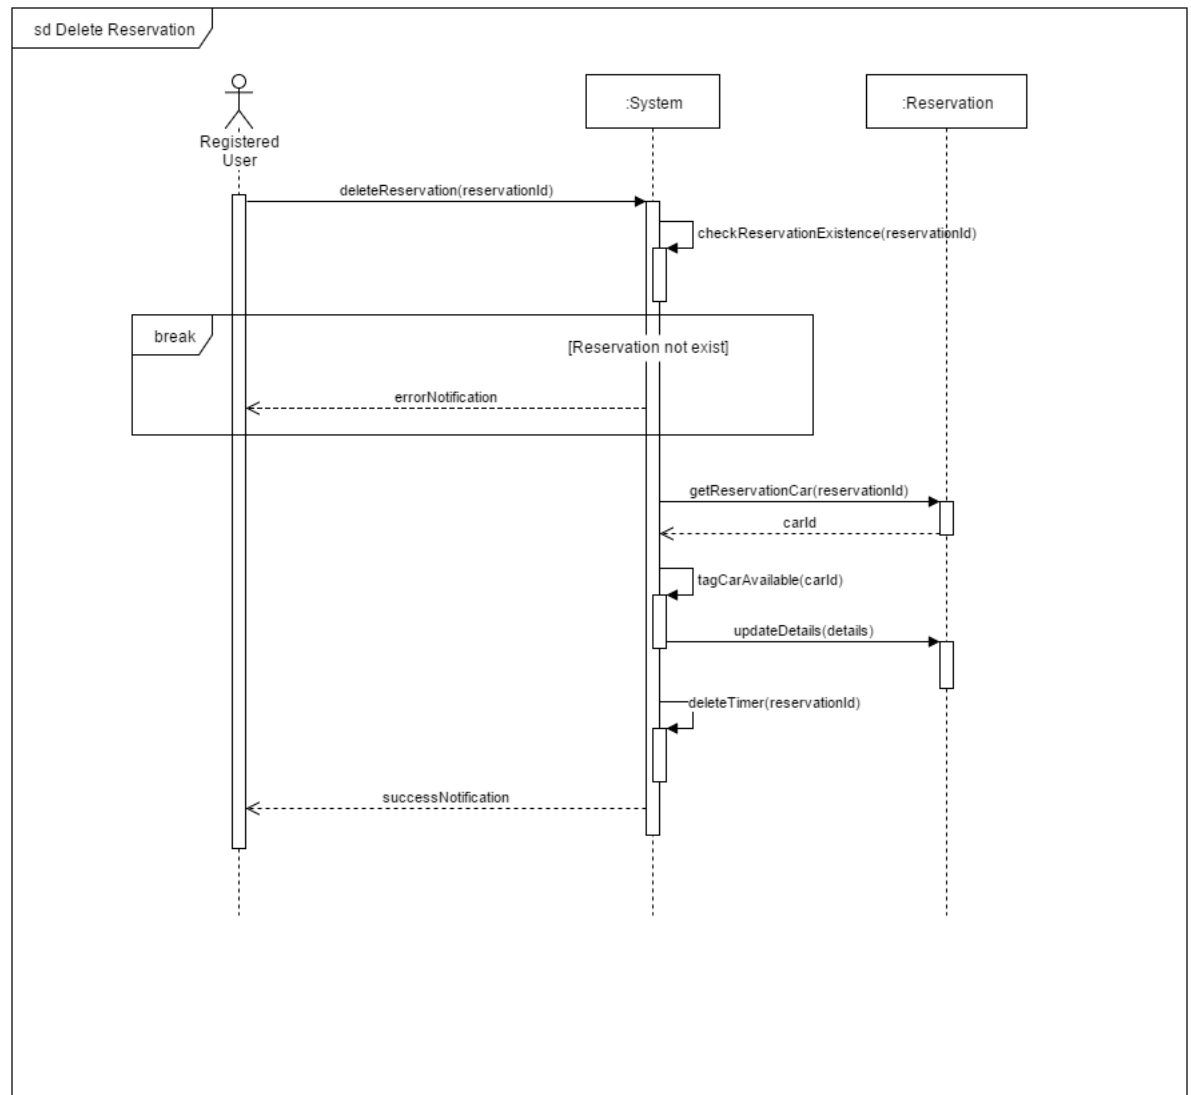 sd Delete Reservation
:System
:Reservation
Registered
User
deleteReservation(reservationId)
checkReservationExistence(reservationId)
break
[Reservation not exist]
errorNotification
getReservationCar(reservationId)
carId
tagCarAvailable(carId)
updateDetails(details)
deleteTimer(reservationId)
successNotification